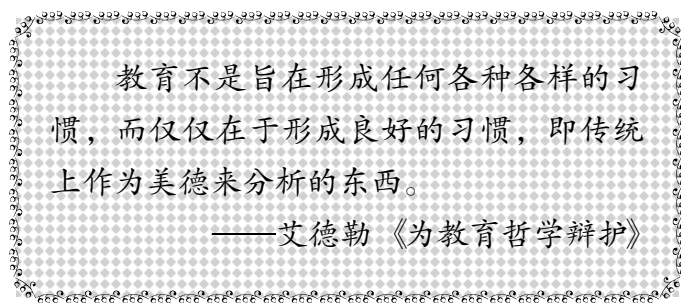 教育不是旨在形成任何各种各样的习
惯，而仅仅在于形成良好的习惯，即传统
上作为美德来分析的东西。
——艾德勒《为教育哲学辩护》